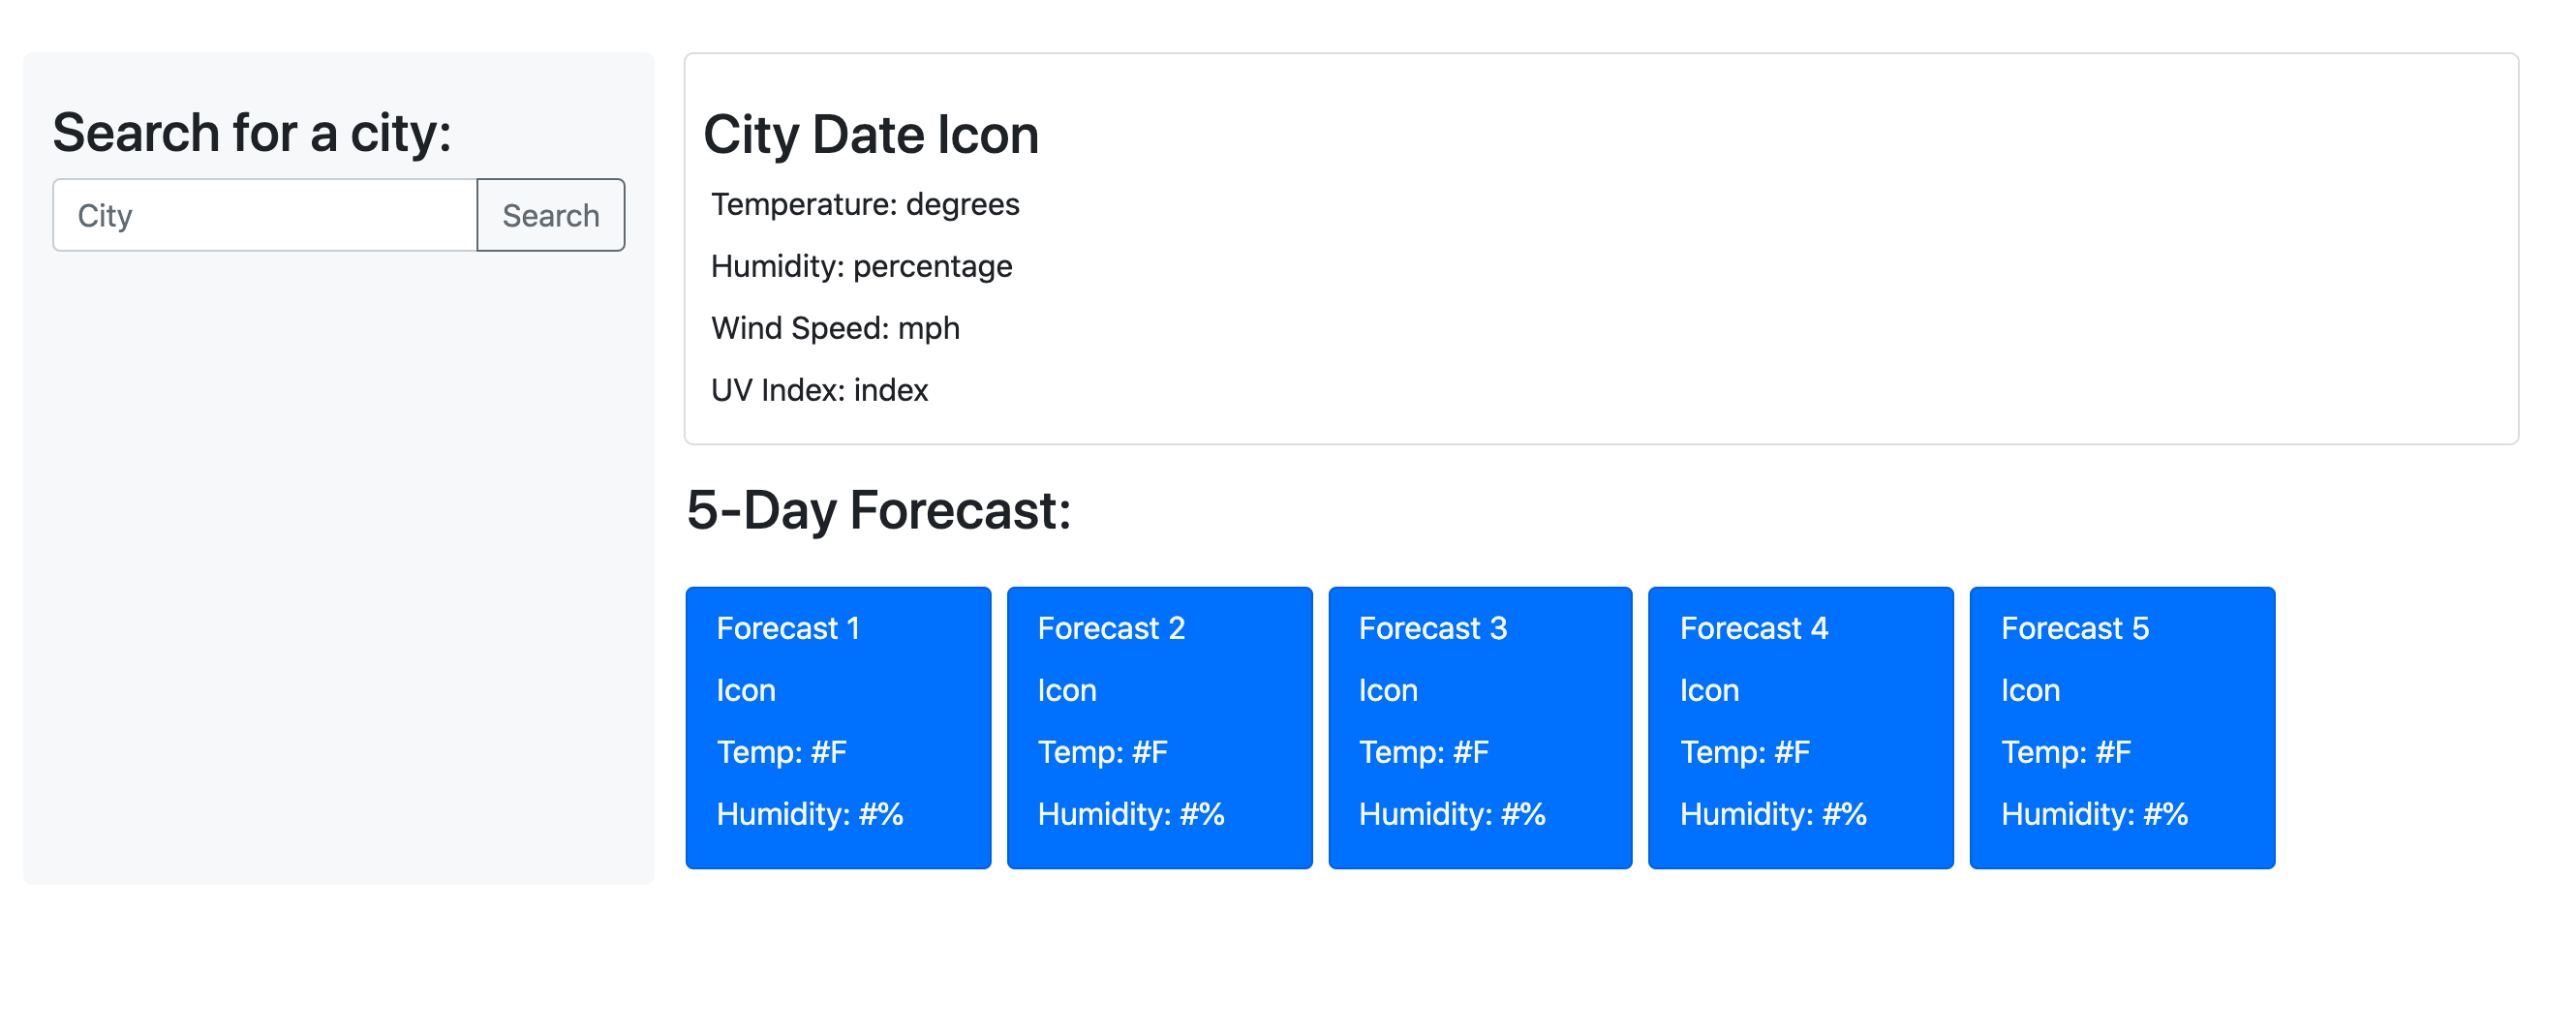 Search for a city:
City
Search
City Date Icon
Temperature: degrees
Humidity: percentage
Wind Speed: mph
UV Index: index
5-Day Forecast:
Forecast 1
Icon
Temp: #F
Humidity: #%
Forecast 2
Icon
Temp: #F
Humidity: #%
Forecast 3
Icon
Temp: #F
Humidity: #%
Forecast 4
Icon
Temp: #F
Humidity: #%
Forecast 5
Icon
Temp: #F
Humidity: #%